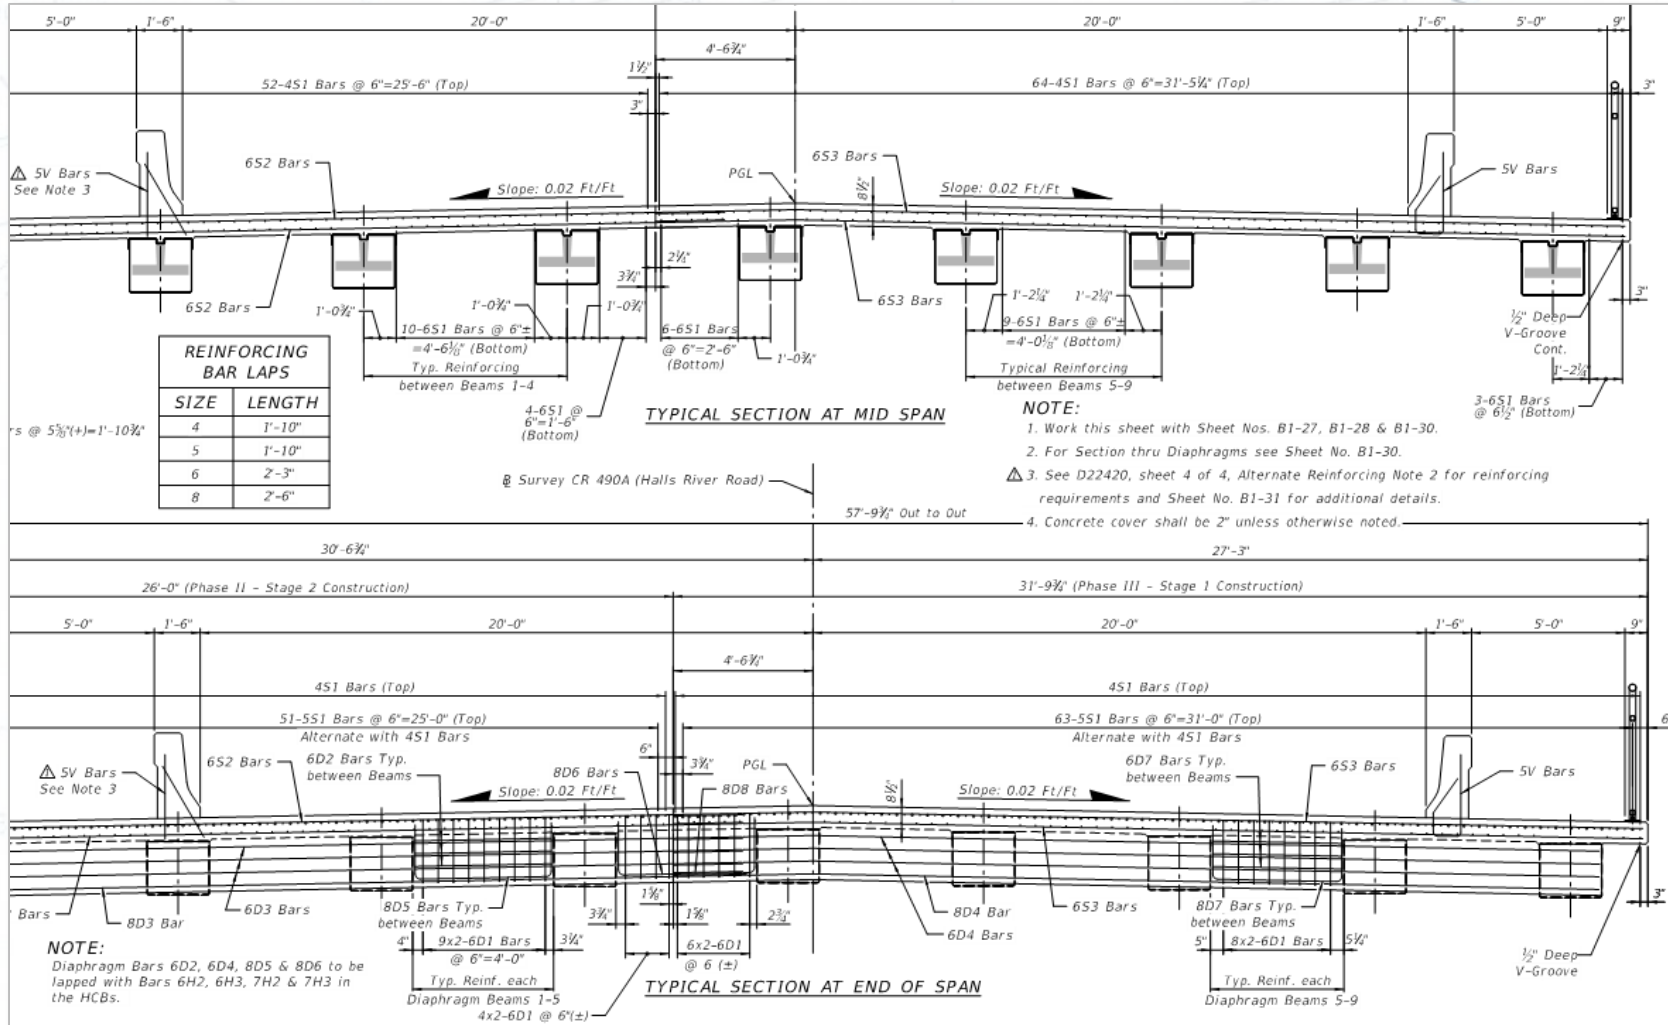 5'-0"
1'-6"
20'-0"
20'-0"
1'-6"
5'-0"
9"
4'-6¾"
1½"
52-4S1 Bars @ 6"=25'-6" (Top)
64-4S1 Bars @ 6"=31'-5¼" (Top)
3"
3"
6S2 Bars
6S3 Bars
5V Bars
See Note 3
PGL
8½"
5V Bars
Slope: 0.02 Ft/Ft
Slope: 0.02 Ft/Ft
3¾"
6S2 Bars
6S3 Bars
3"
1'-0¾"
1'-0¾"
1'-0¾"
1'-2¼"
1'-2¼"
½" Deep
V-Groove
Cont.
10-6S1 Bars @ 6"±
=4'-6⅛" (Bottom)
6-6S1 Bars
@ 6"=2'-6"
(Bottom)
1'-0¾"
9-6S1 Bars @ 6"±
=4'-0⅛" (Bottom)
Typ. Reinforcing
between Beams 1-4
Typical Reinforcing
between Beams 5-9
1'-2¼"
4-6S1 @
6"=1'-6"
(Bottom)
3-6S1 Bars
@ 6½" (Bottom)
REINFORCING
BAR LAPS
SIZE LENGTH
4 1'-10"
5 1'-10"
6 2'-3"
8 2'-6"
rs @ 5⅝"(+)=1'-10¾"
TYPICAL SECTION AT MID SPAN
NOTE:
1. Work this sheet with Sheet Nos. B1-27, B1-28 & B1-30.
2. For Section thru Diaphragms see Sheet No. B1-30.
3. See D22420, sheet 4 of 4, Alternate Reinforcing Note 2 for reinforcing
requirements and Sheet No. B1-31 for additional details.
4. Concrete cover shall be 2" unless otherwise noted.
Survey CR 490A (Halls River Road)
57'-9¾" Out to Out
30'-6¾"
27'-3"
26'-0" (Phase II - Stage 2 Construction)
31'-9¾" (Phase III - Stage 1 Construction)
5'-0"
1'-6"
20'-0"
20'-0"
1'-6"
5'-0"
9"
4'-6¾"
4S1 Bars (Top)
4S1 Bars (Top)
51-5S1 Bars @ 6"=25'-0" (Top)
Alternate with 4S1 Bars
63-5S1 Bars @ 6"=31'-0" (Top)
Alternate with 4S1 Bars
6"
3¾"
5V Bars
See Note 3
6S2 Bars
6D2 Bars Typ.
between Beams
8D6 Bars
8D8 Bars
PGL
8½"
6D7 Bars Typ.
between Beams
6S3 Bars
5V Bars
Slope: 0.02 Ft/Ft
Slope: 0.02 Ft/Ft
Bars
8D3 Bar
6D3 Bars
8D5 Bars Typ.
between Beams
3¾"
1⅝"
1⅝"
2¾"
8D4 Bar
6D4 Bars
6S3 Bars
8D7 Bars Typ.
between Beams
3"
½" Deep
V-Groove
4"
9x2-6D1 Bars
@ 6"=4'-0"
3¼"
6x2-6D1
@ 6 (±)
5"
8x2-6D1 Bars
5¼"
Typ. Reinf. each
Diaphragm Beams 1-5
4x2-6D1 @ 6"(±)
Typ. Reinf. each
Diaphragm Beams 5-9
NOTE:
Diaphragm Bars 6D2, 6D4, 8D5 & 8D6 to be
lapped with Bars 6H2, 6H3, 7H2 & 7H3 in
the HCBs.
TYPICAL SECTION AT END OF SPAN